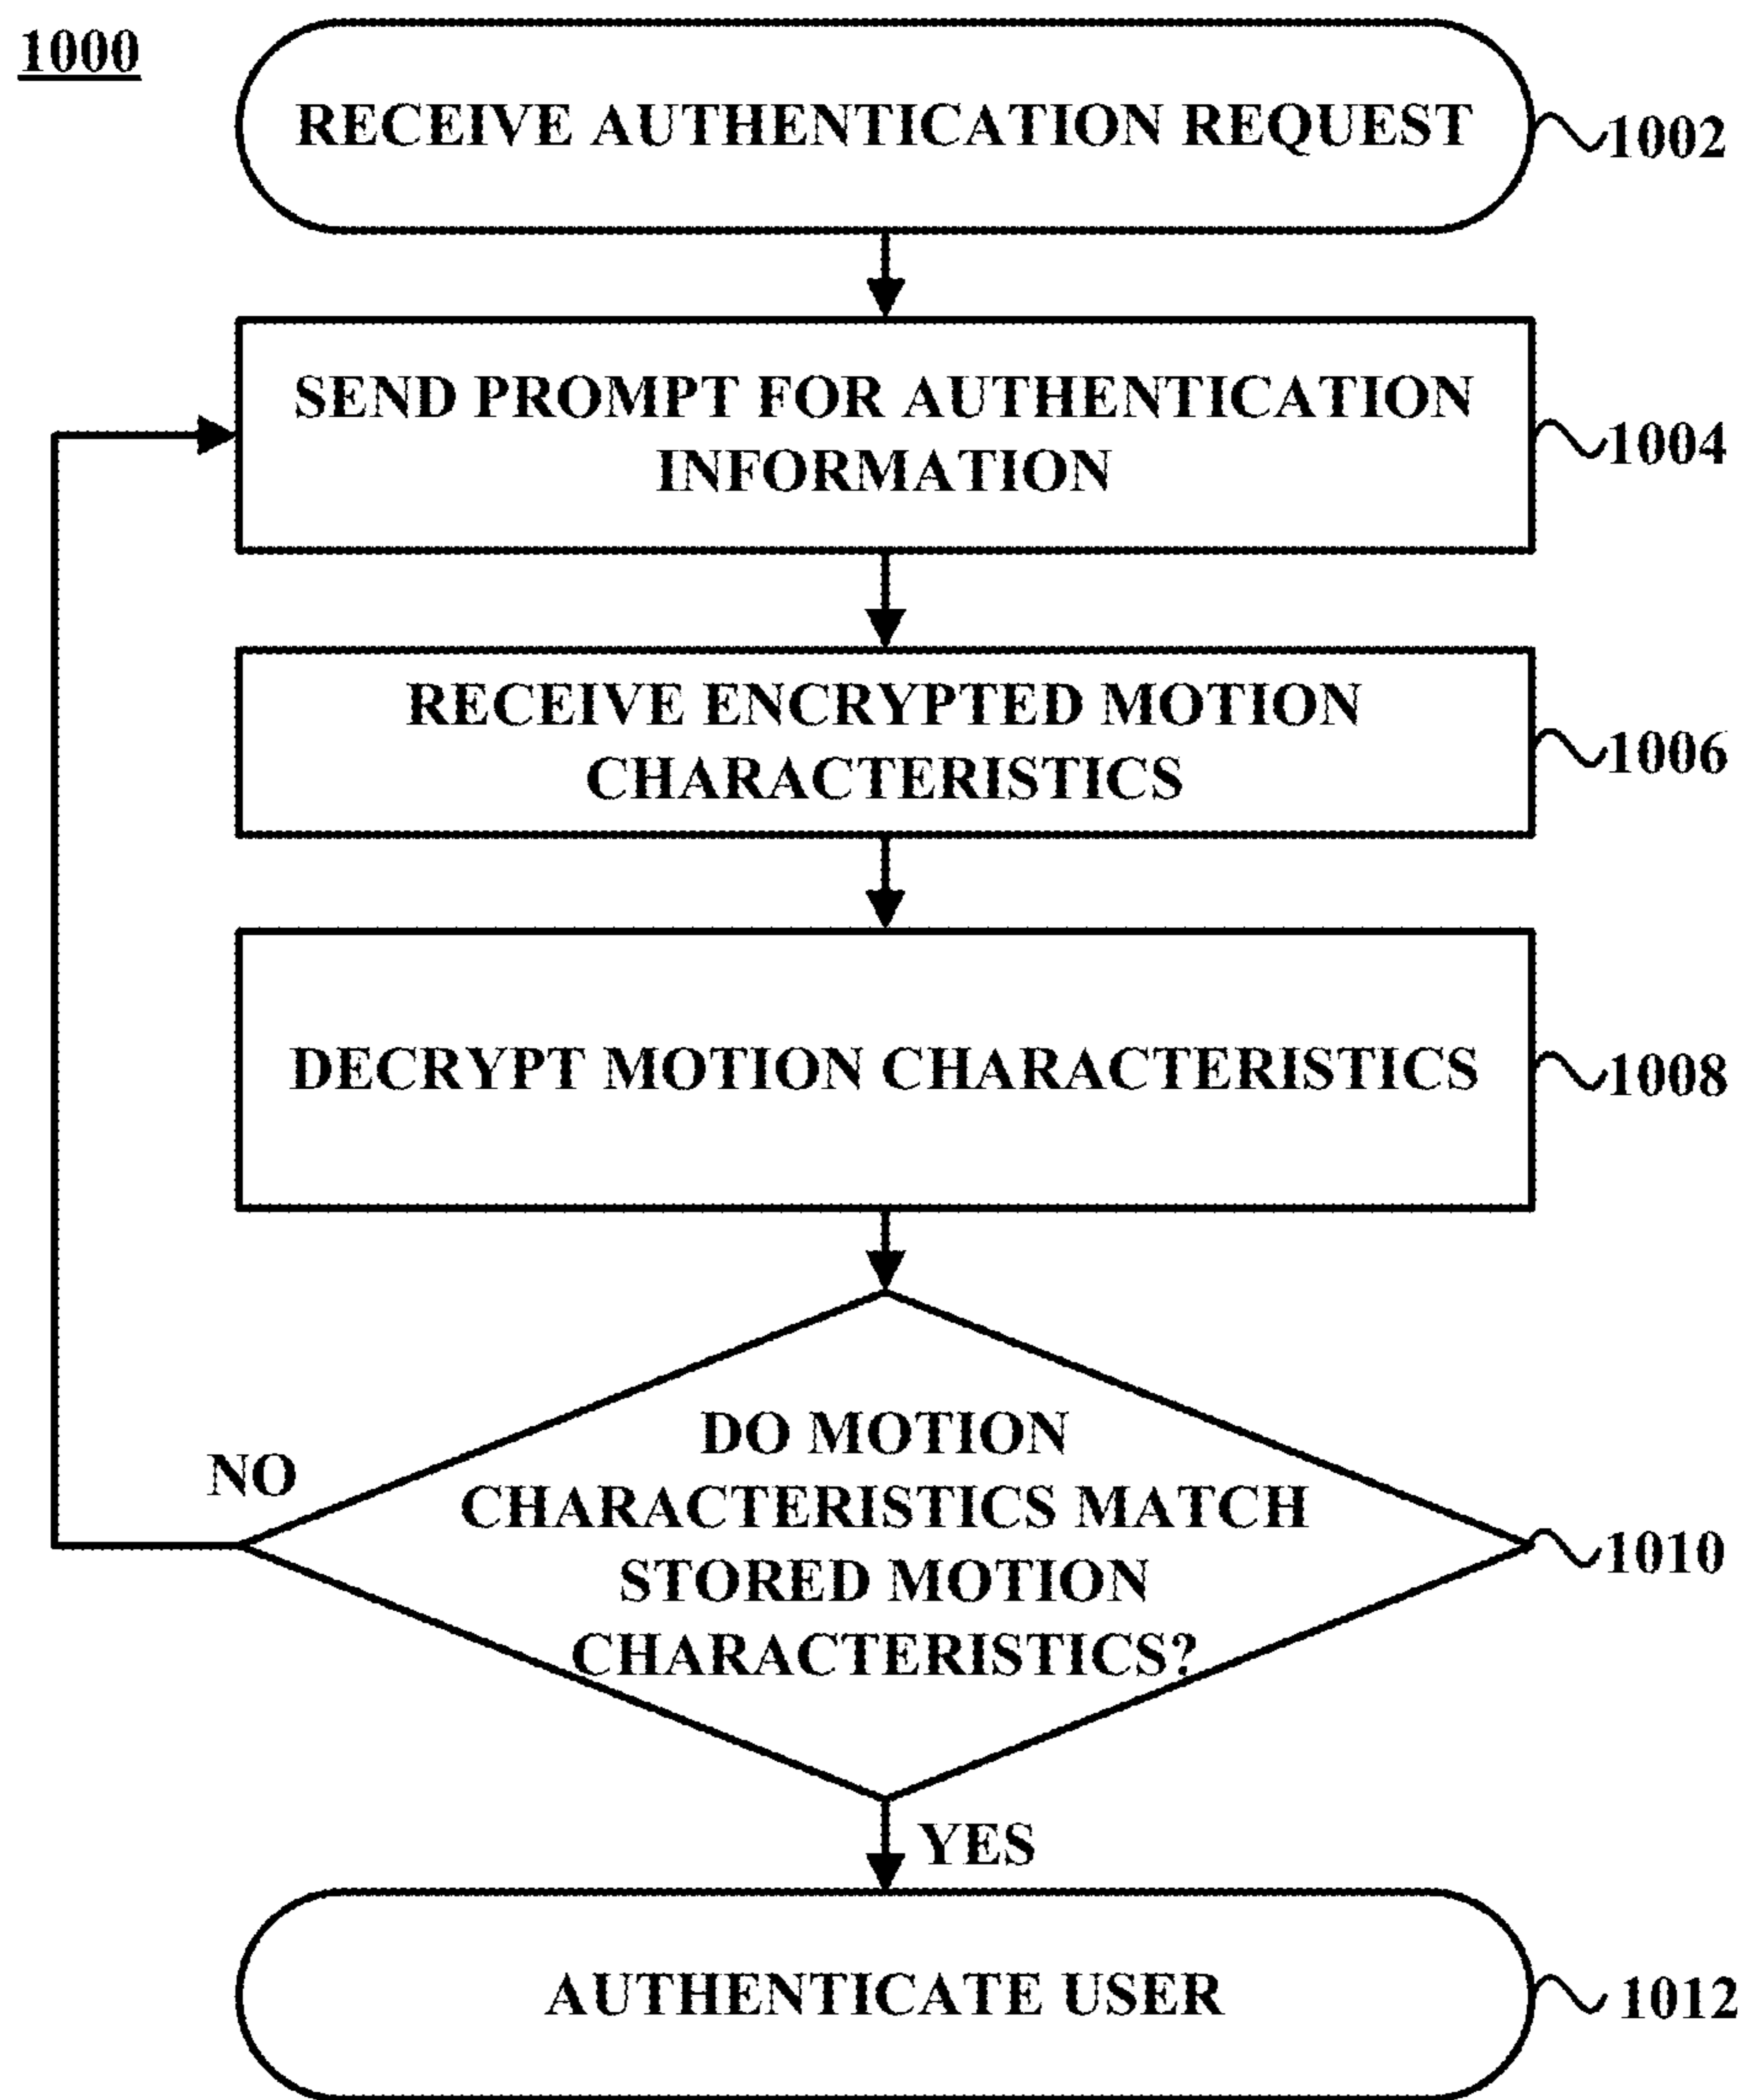 1000
RECEIVE AUTHENTICATION REQUEST
1002
SEND PROMPT FOR AUTHENTICATION
INFORMATION
1004
RECEIVE ENCRYPTED MOTION
CHARACTERISTICS
1006
DECRYPT MOTION CHARACTERISTICS
1008
DO MOTION
CHARACTERISTICS MATCH
STORED MOTION
CHARACTERISTICS?
NO
1010
YES
AUTHENTICATE USER
1012